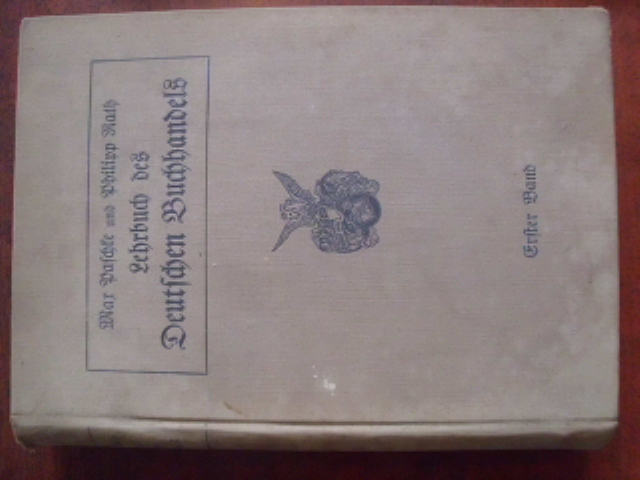 Max Paschke und Philipp Rath
Lehrbuch des
Deutschen Buchhandels
Erster Band